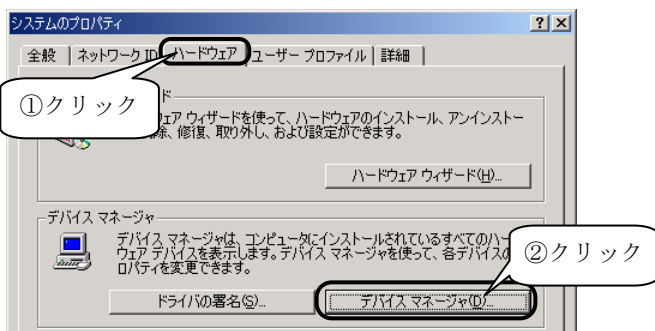 システムのプロパティ
全般 ネットワーク ID ハードウェア ユーザー プロファイル 詳細
①クリック
ウィザードを使って、ハードウェアのインストール、アンインストー
除、修復、取り外し、および設定ができます。
ハードウェア ウィザード(H)...
デバイス マネージャ
デバイス マネージャは、コンピュータにインストールされているすべてのハー
ウェア デバイスを表示します。デバイス マネージャを使って、各デバイスの
ロパティを変更できます。
②クリック
ドライバの署名(S)...
デバイス マネージャ(D)...